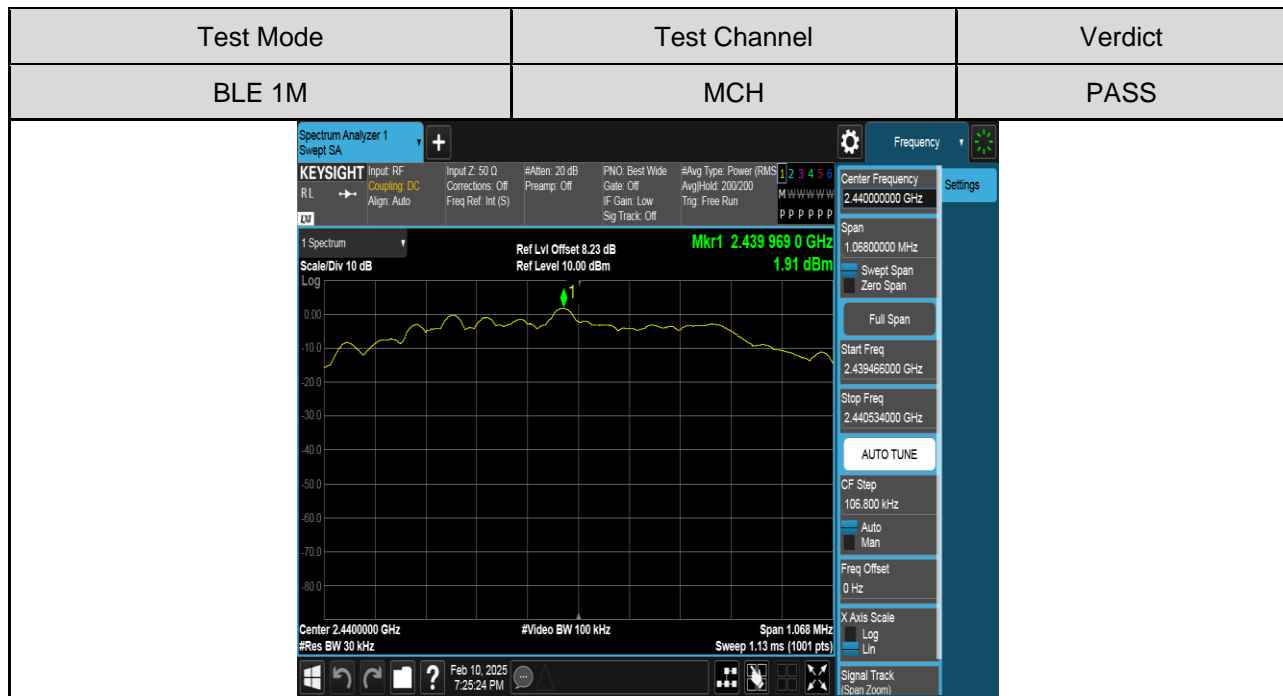 Test Mode Test Channel Verdict
BLE 1M MCH PASS
Spectrum Analyzer 1
Swept SA
+
Frequency
KEYSIGHT Input: RF Input Z: 50 Ω #Atten: 20 dB PNO: Best Wide #Avg Type: Power (RMS 1 2 3 4 5 6
R L Coupling: DC Corrections: Off Preamp: Off Gate: Off Avg|Hold: 200/200 M W W W W W
Align: Auto Freq Ref: Int (S) IF Gain: Low Trig: Free Run
LXI Sig Track: Off P P P P P P
1 Spectrum Ref Lvl Offset 8.23 dB Mkr1 2.439 969 0 GHz
Scale/Div 10 dB Ref Level 10.00 dBm 1.91 dBm
Log
1
0.00
-10.0
-20.0
-30.0
-40.0
-50.0
-60.0
-70.0
-80.0
Center 2.4400000 GHz #Video BW 100 kHz Span 1.068 MHz
#Res BW 30 kHz Sweep 1.13 ms (1001 pts)
? Feb 10, 2025
7:25:24 PM
Center Frequency
2.440000000 GHz
Settings
Span
1.06800000 MHz
Swept Span
Zero Span
Full Span
Start Freq
2.439466000 GHz
Stop Freq
2.440534000 GHz
AUTO TUNE
CF Step
106.800 kHz
Auto
Man
Freq Offset
0 Hz
X Axis Scale
Log
Lin
Signal Track
(Span Zoom)